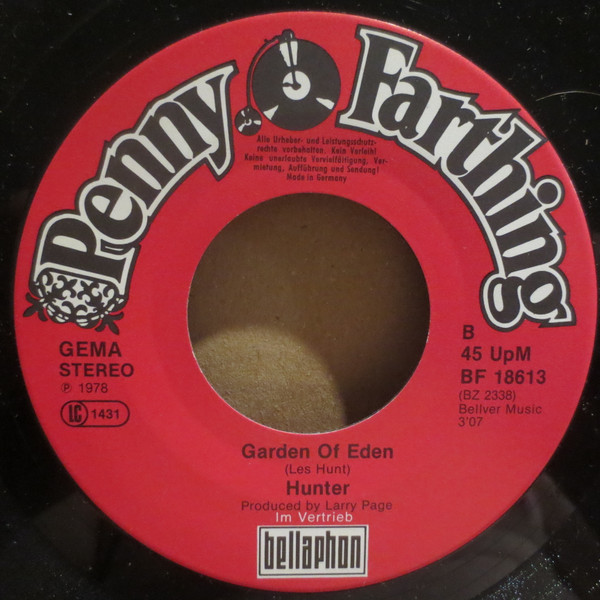 Penny Farthing
Alle Urheber- und Leistungsschutz-
rechte vorbehalten. Kein Verleih!
Keine unerlaubte Vervielfältigung, Ver-
mietung, Aufführung und Sendung!
Made in Germany
GEMA
STEREO
℗ 1978
LC 1431
B
45 UpM
BF 18613
(BZ 2338)
Bellver Music
3'07
Garden Of Eden
(Les Hunt)
Hunter
Produced by Larry Page
Im Vertrieb
bellaphon